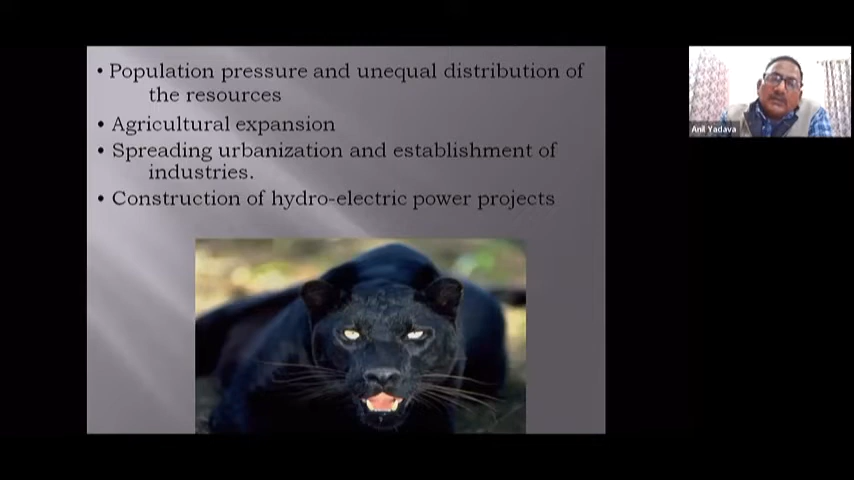 • Population pressure and unequal distribution of
the resources
• Agricultural expansion
• Spreading urbanization and establishment of
industries.
• Construction of hydro-electric power projects
Anil Yadava